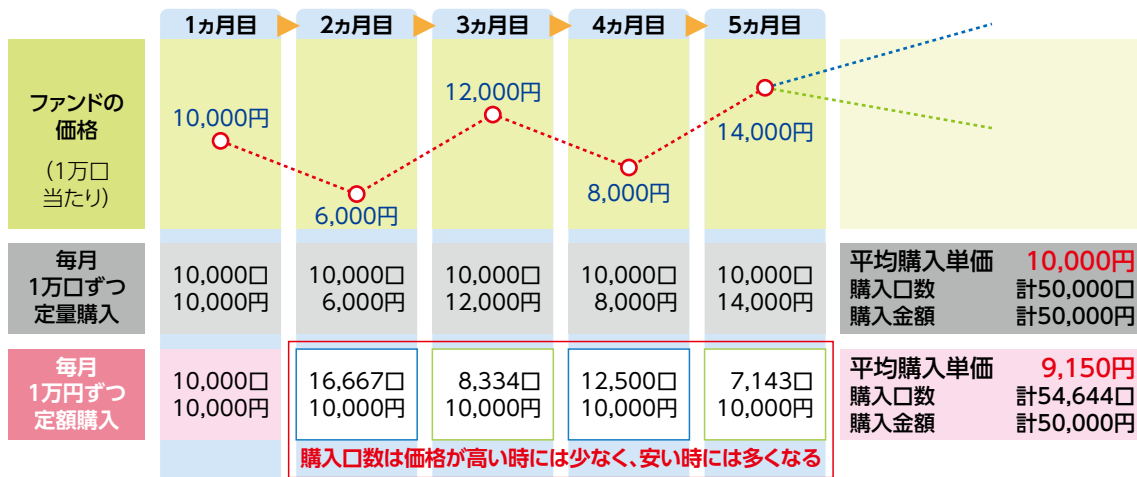 1ヵ月目
2ヵ月目
3ヵ月目
4ヵ月目
5ヵ月目
ファンドの
価格
(1万口
当たり)
10,000円
6,000円
12,000円
8,000円
14,000円
毎月
1万口ずつ
定量購入
10,000口
10,000円
10,000口
6,000円
10,000口
12,000円
10,000口
8,000円
10,000口
14,000円
平均購入単価 10,000円
購入口数 計50,000口
購入金額 計50,000円
毎月
1万円ずつ
定額購入
10,000口
10,000円
16,667口
10,000円
8,334口
10,000円
12,500口
10,000円
7,143口
10,000円
平均購入単価 9,150円
購入口数 計54,644口
購入金額 計50,000円
購入口数は価格が高い時には少なく、安い時には多くなる